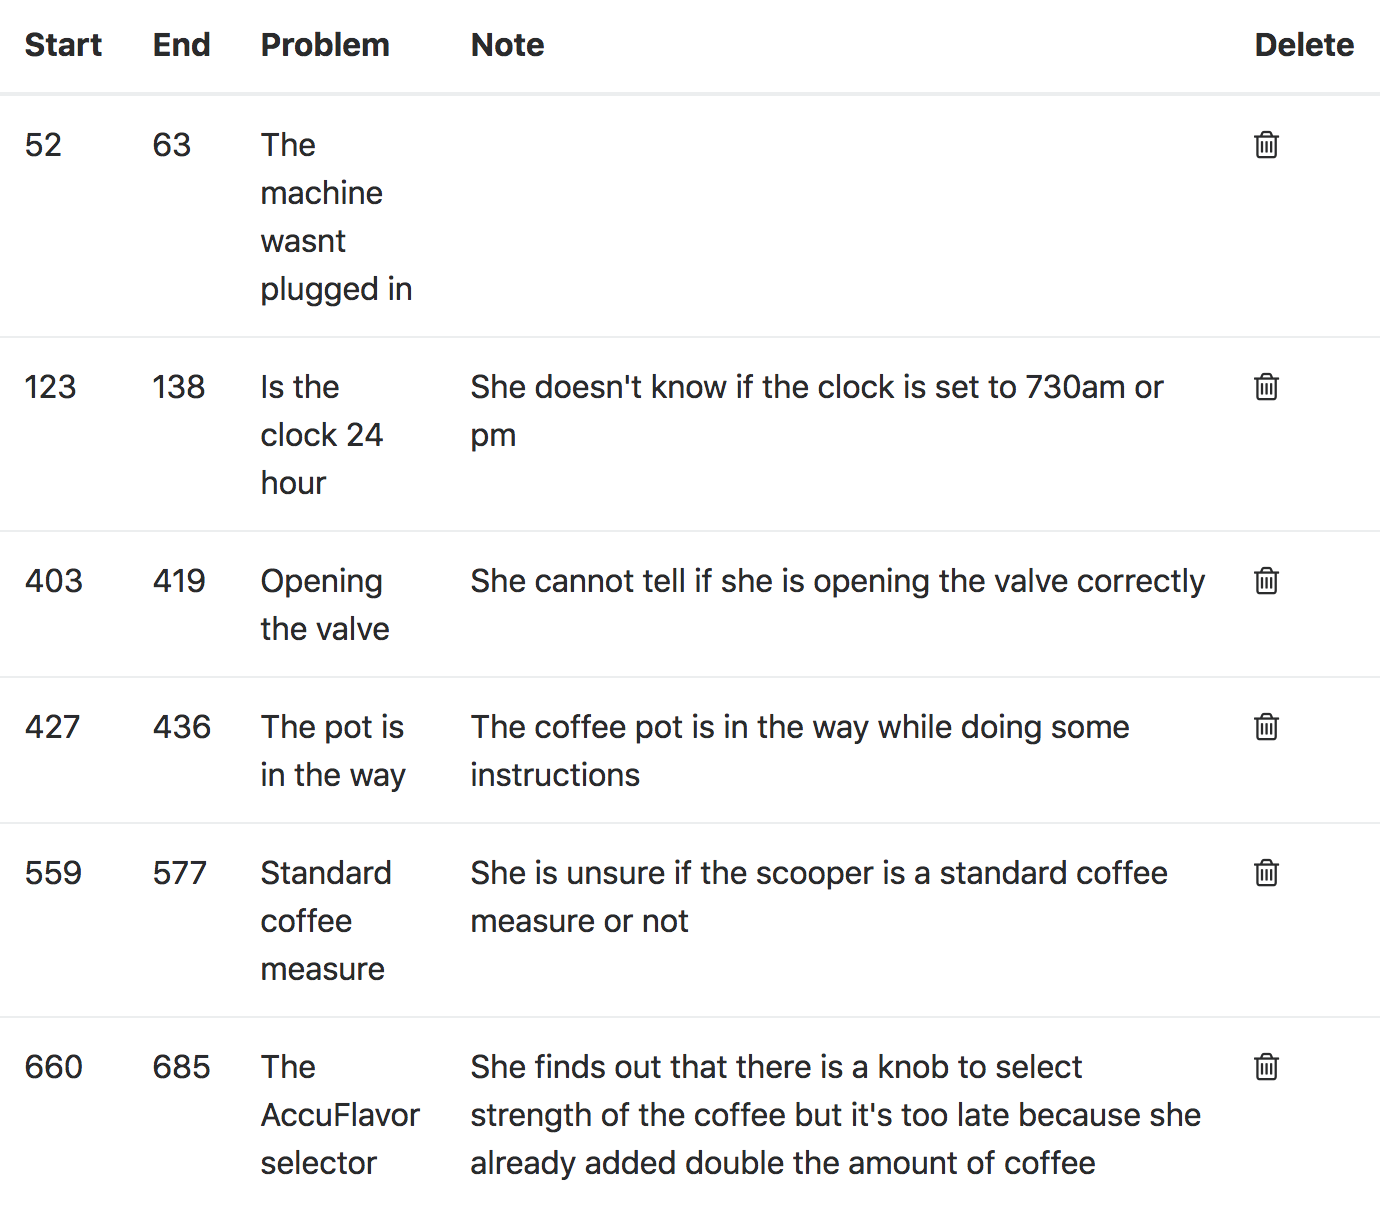 Start End Problem Note Delete
52 63 The
machine
wasnt
plugged in
123 138 Is the She doesn't know if the clock is set to 730am or
clock 24 pm
hour
403 419 Opening She cannot tell if she is opening the valve correctly
the valve
427 436 The pot is The coffee pot is in the way while doing some
in the way instructions
559 577 Standard She is unsure if the scooper is a standard coffee
coffee measure or not
measure
660 685 The She finds out that there is a knob to select
AccuFlavor strength of the coffee but it's too late because she
selector already added double the amount of coffee